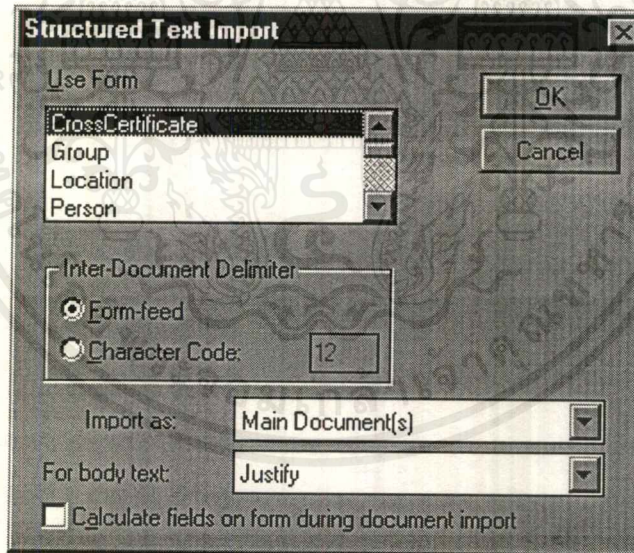 Structured Text Import
Use Form
OK
CrossCertificate
Group
Cancel
Location
Person
Inter-Document Delimiter
Form-feed
Character Code: 12
Import as: Main Document(s)
For body text: Justify
Calculate fields on form during document import